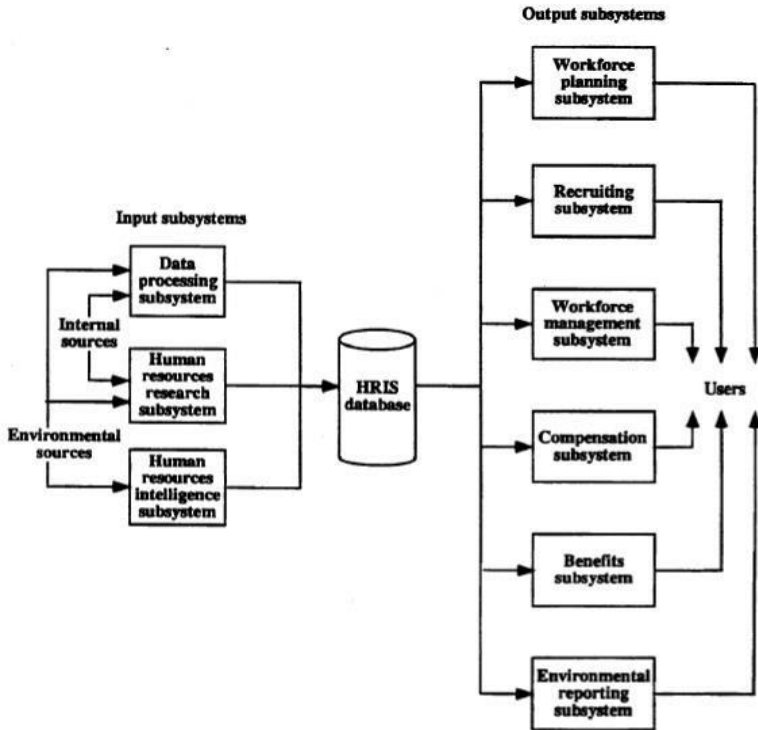 Output subsystems
Workforce
planning
subsystem
Recruiting
subsystem
Input subsystems
Data
processing
subsystem
Internal
sources
Workforce
management
subsystem
Human
resources
research
subsystem
HRIS
database
Users
Environmental
sources
Human
resources
intelligence
subsystem
Compensation
subsystem
Benefits
subsystem
Environmental
reporting
subsystem